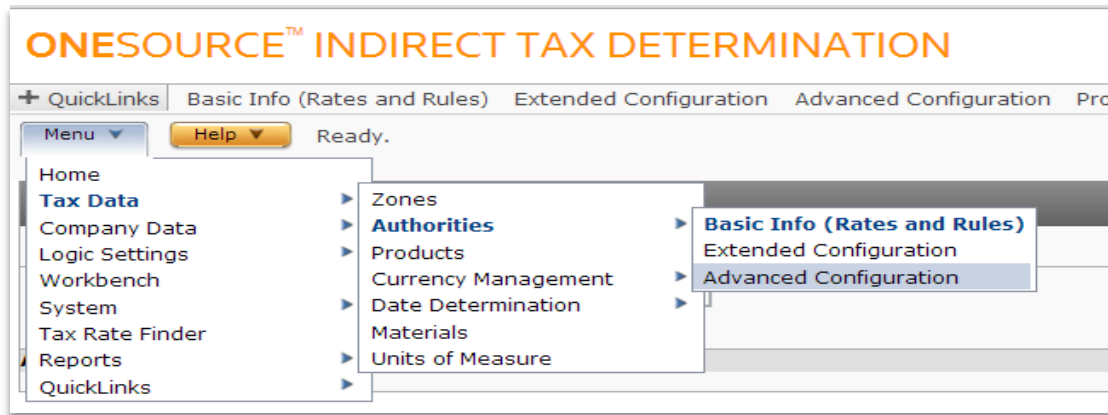 ONESOURCE™ INDIRECT TAX DETERMINATION
+ QuickLinks Basic Info (Rates and Rules) Extended Configuration Advanced Configuration
Menu Help Ready.
Home
Tax Data
Company Data
Logic Settings
Workbench
System
Tax Rate Finder
Reports
QuickLinks
Zones
Authorities
Products
Currency Management
Date Determination
Materials
Units of Measure
Basic Info (Rates and Rules)
Extended Configuration
Advanced Configuration